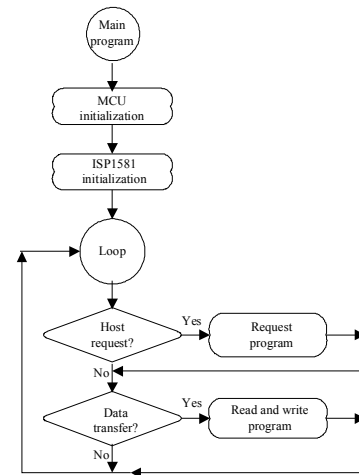 Main
program
MCU
initialization
ISP1581
initialization
Loop
Host
request?
Yes
Request
program
No
Data
transfer?
Yes
Read and write
program
No